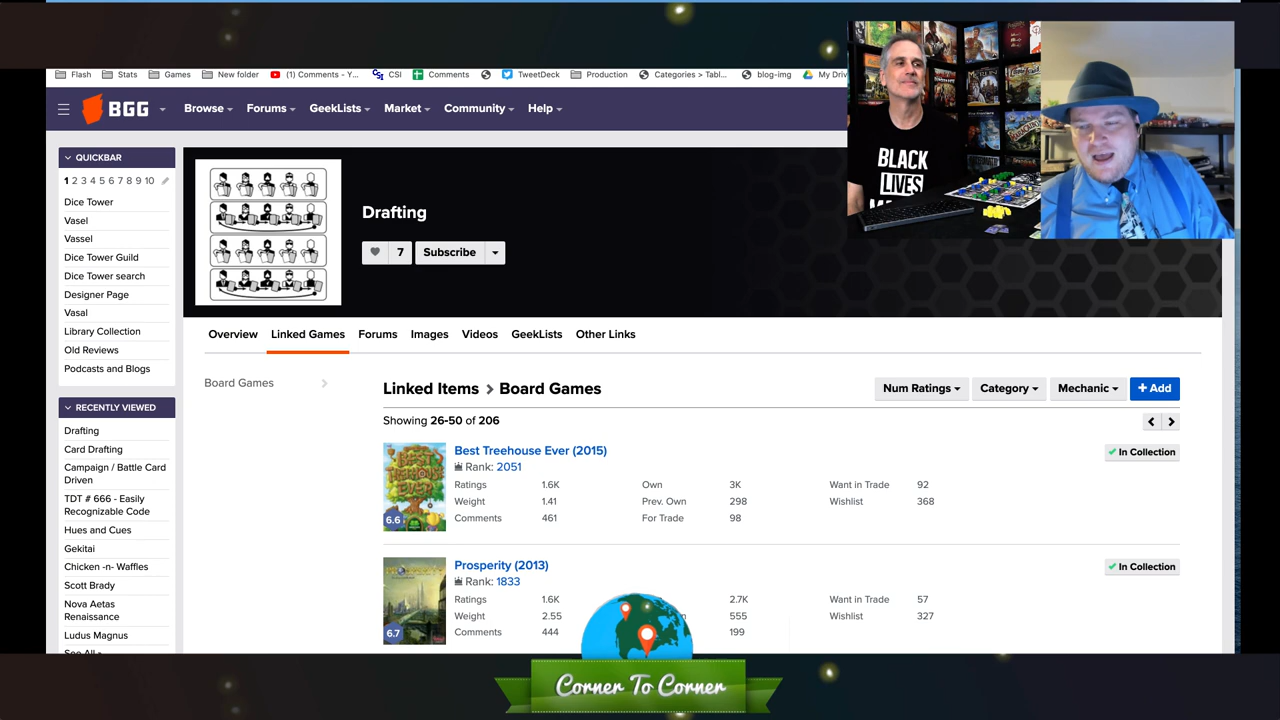 Flash Stats Games New folder (1) Comments - Y... CSI Comments TweetDeck Production Categories > Tabl... blog-img My Driv
BGG Browse Forums GeekLists Market Community Help
BLACK
LIVES
QUICKBAR
1 2 3 4 5 6 7 8 9 10
Dice Tower
Vasel
Vassel
Dice Tower Guild
Dice Tower search
Designer Page
Vasal
Library Collection
Old Reviews
Podcasts and Blogs
Drafting
7 Subscribe
Overview Linked Games Forums Images Videos GeekLists Other Links
Board Games
Linked Items > Board Games
Num Ratings Category Mechanic + Add
Showing 26-50 of 206
RECENTLY VIEWED
Drafting
Card Drafting
Campaign / Battle Card
Driven
TDT # 666 - Easily
Recognizable Code
Hues and Cues
Gekitai
Chicken -n- Waffles
Scott Brady
Nova Aetas
Renaissance
Ludus Magnus
See All
Best Treehouse Ever (2015)
In Collection
Rank: 2051
Ratings 1.6K Own 3K Want in Trade 92
Weight 1.41 Prev. Own 298 Wishlist 368
Comments 461 For Trade 98
6.6
Prosperity (2013)
In Collection
Rank: 1833
Ratings 1.6K 2.7K Want in Trade 57
Weight 2.55 555 Wishlist 327
Comments 444 199
6.7
Corner To Corner